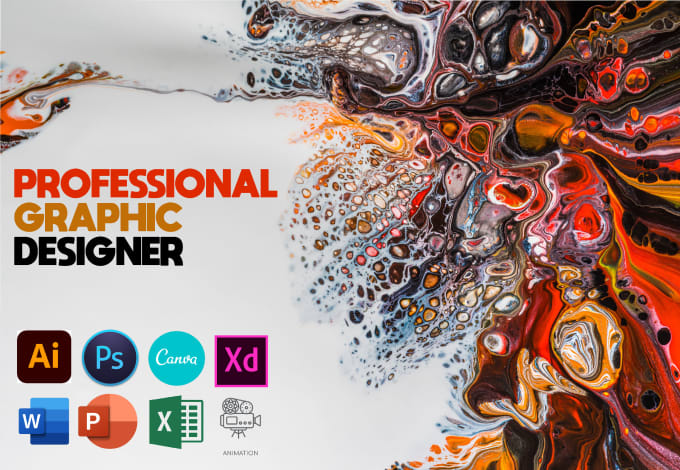 PROFESSIONAL
GRAPHIC
DESIGNER
Ai Ps Canva Xd
W P X
ANIMATION